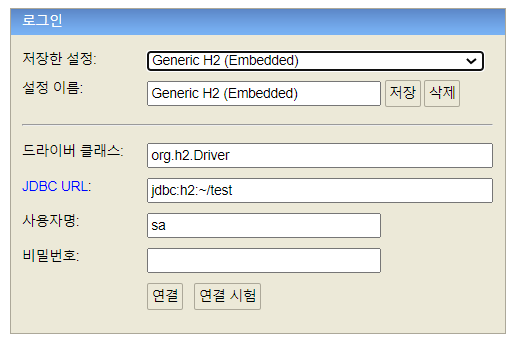 로그인
저장한 설정: Generic H2 (Embedded)
설정 이름: Generic H2 (Embedded) 저장 삭제
드라이버 클래스: org.h2.Driver
JDBC URL: jdbc:h2:~/test
사용자명: sa
비밀번호:
연결 연결 시험